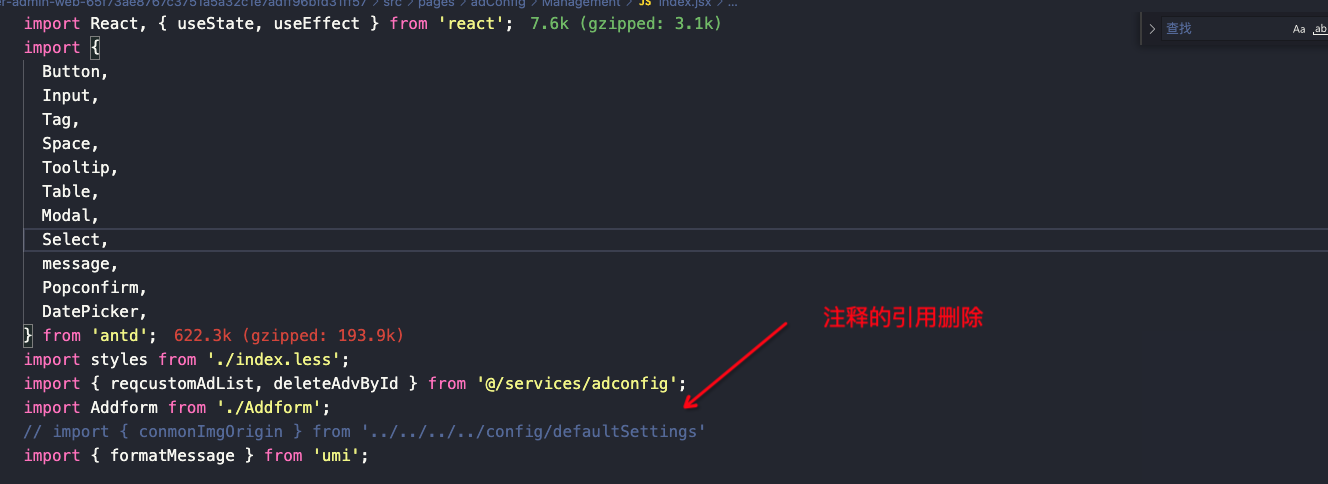 er-admin-web-65f73ae8767c3751a5a32c1e7adff96bfd31ff57 > src > pages > adConfig > Management > JS index.jsx > ...
import React, { useState, useEffect } from 'react'; 7.6k (gzipped: 3.1k)
查找 Aa ab
import {
Button,
Input,
Tag,
Space,
Tooltip,
Table,
Modal,
Select,
message,
Popconfirm,
DatePicker,
} from 'antd'; 622.3k (gzipped: 193.9k)
注释的引用删除
import styles from './index.less';
import { reqcustomAdList, deleteAdvById } from '@/services/adconfig';
import Addform from './Addform';
// import { conmonImgOrigin } from '../../../../config/defaultSettings'
import { formatMessage } from 'umi';